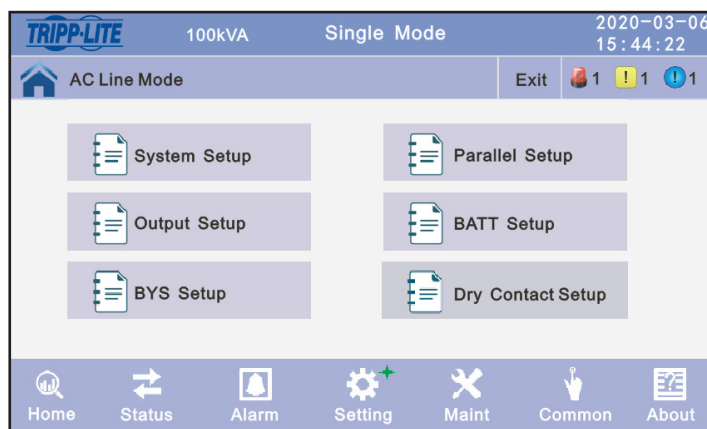 TRIPP·LITE 100kVA Single Mode 2020-03-06
15:44:22
AC Line Mode Exit 1 ! 1 ! 1
System Setup Parallel Setup
Output Setup BATT Setup
BYS Setup Dry Contact Setup
Home Status Alarm Setting Maint Common About